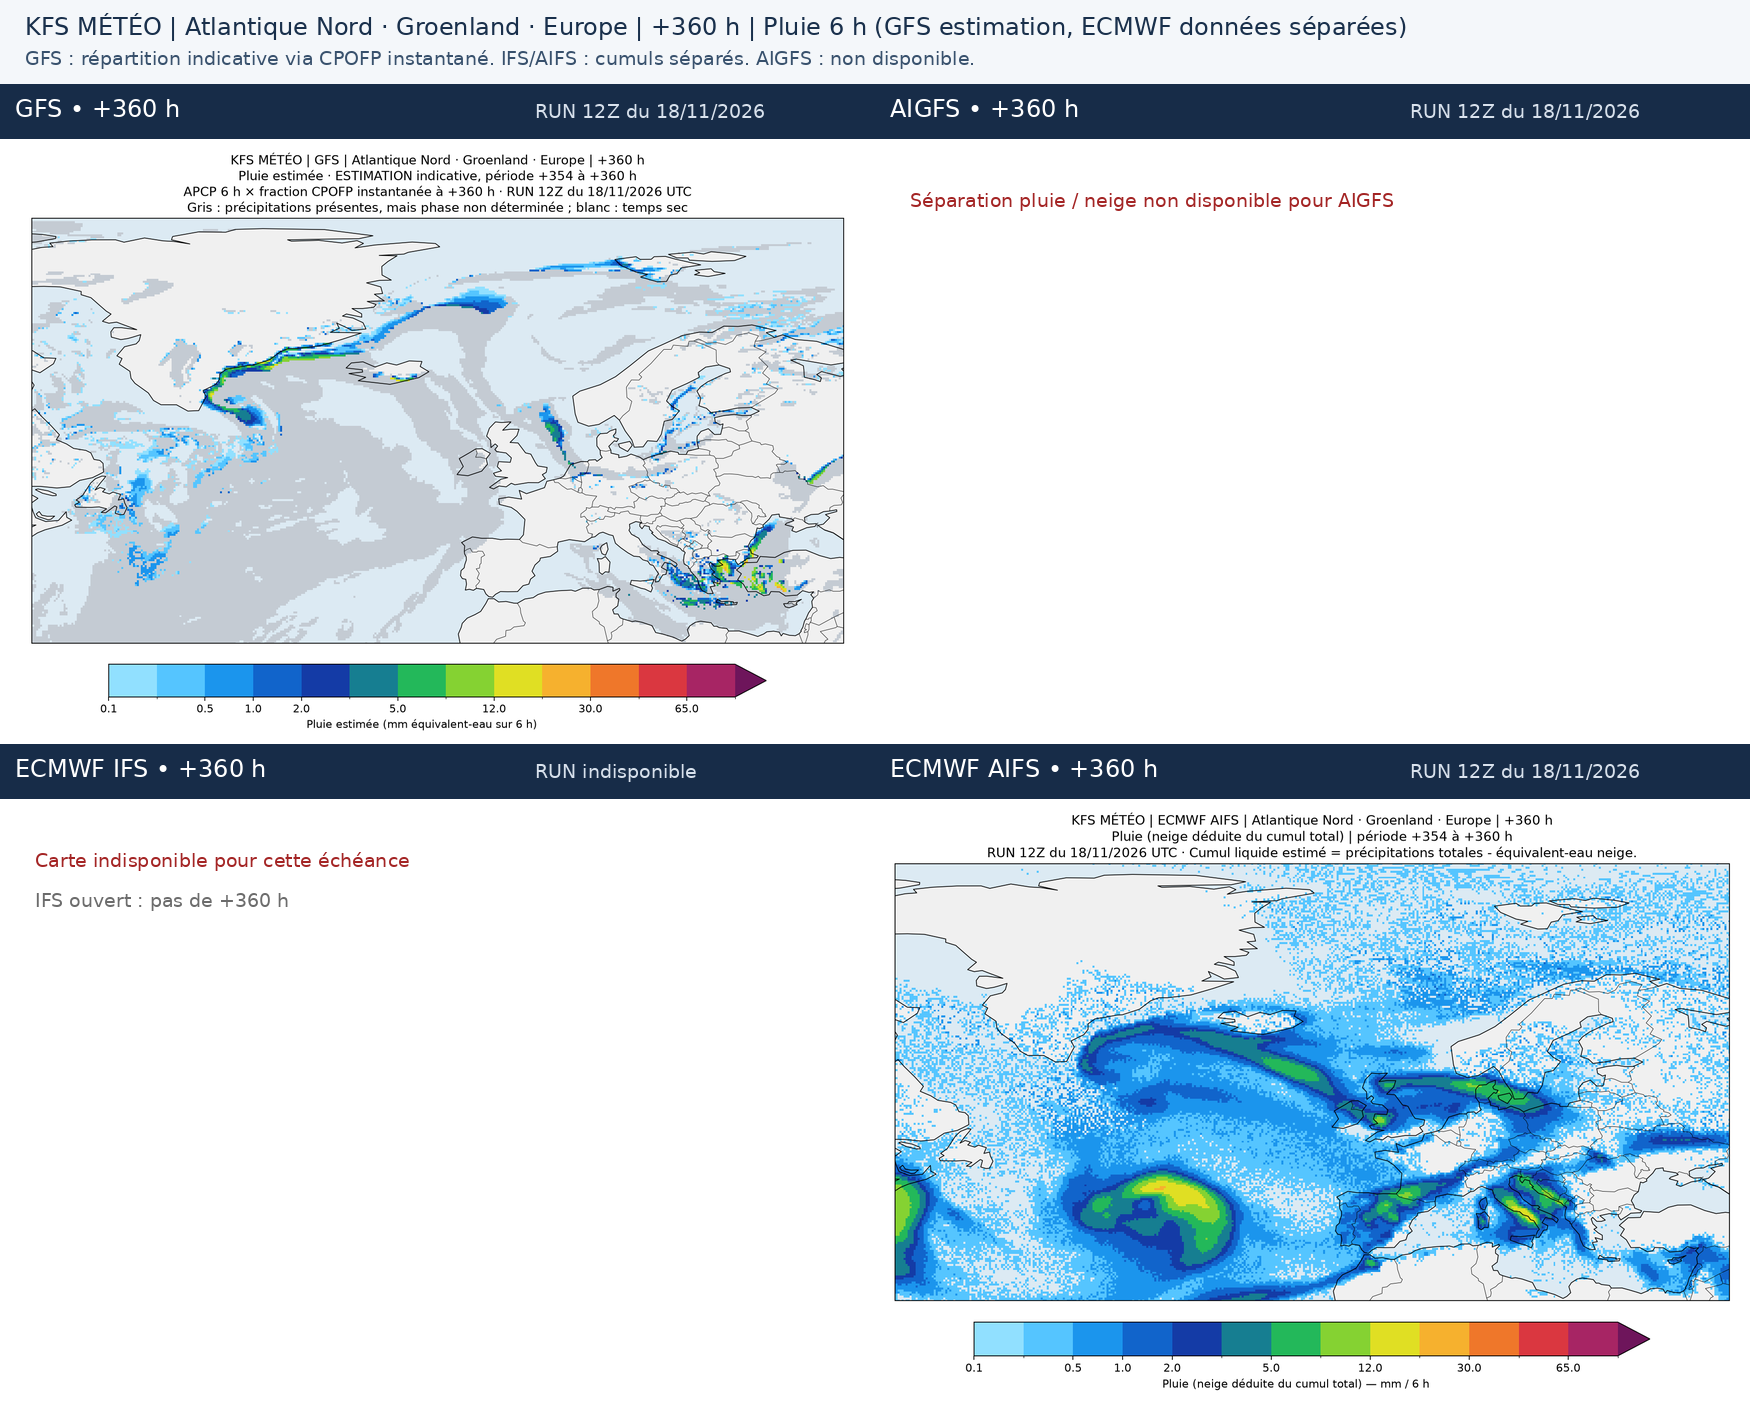 KFS MÉTÉO | Atlantique Nord · Groenland · Europe | +360 h | Pluie 6 h (GFS estimation, ECMWF données séparées)
GFS : répartition indicative via CPOFP instantané. IFS/AIFS : cumuls séparés. AIGFS : non disponible.
GFS • +360 h RUN 12Z du 18/11/2026
AIGFS • +360 h RUN 12Z du 18/11/2026
KFS MÉTÉO | GFS | Atlantique Nord · Groenland · Europe | +360 h
Pluie estimée · ESTIMATION indicative, période +354 à +360 h
APCP 6 h × fraction CPOFP instantanée à +360 h · RUN 12Z du 18/11/2026 UTC
Gris : précipitations présentes, mais phase non déterminée ; blanc : temps sec
Séparation pluie / neige non disponible pour AIGFS
0.1 0.5 1.0 2.0 5.0 12.0 30.0 65.0
Pluie estimée (mm équivalent-eau sur 6 h)
ECMWF IFS • +360 h RUN indisponible
ECMWF AIFS • +360 h RUN 12Z du 18/11/2026
Carte indisponible pour cette échéance
IFS ouvert : pas de +360 h
KFS MÉTÉO | ECMWF AIFS | Atlantique Nord · Groenland · Europe | +360 h
Pluie (neige déduite du cumul total) | période +354 à +360 h
RUN 12Z du 18/11/2026 UTC · Cumul liquide estimé = précipitations totales - équivalent-eau neige.
0.1 0.5 1.0 2.0 5.0 12.0 30.0 65.0
Pluie (neige déduite du cumul total) — mm / 6 h